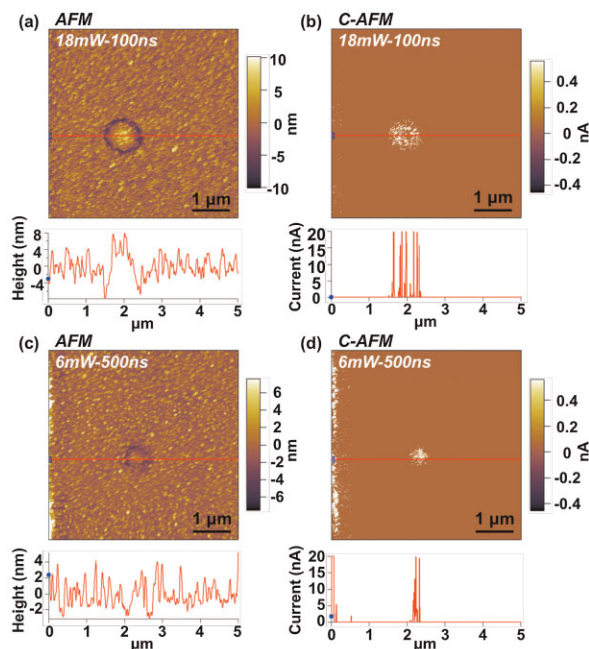 (a) AFM
18mW-100ns
10
5
0
-5
-10
nm
1 µm
(b) C-AFM
18mW-100ns
0.4
0.2
0
-0.2
-0.4
nA
1 µm
Height (nm)
8
4
0
-4
0 1 2 3 4 5
µm
Current (nA)
20
15
10
5
0
0 1 2 3 4 5
µm
(c) AFM
6mW-500ns
6
4
2
0
-2
-4
-6
nm
1 µm
(d) C-AFM
6mW-500ns
0.4
0.2
0
-0.2
-0.4
nA
1 µm
Height (nm)
4
2
0
-2
0 1 2 3 4 5
µm
Current (nA)
20
15
10
5
0
0 1 2 3 4 5
µm